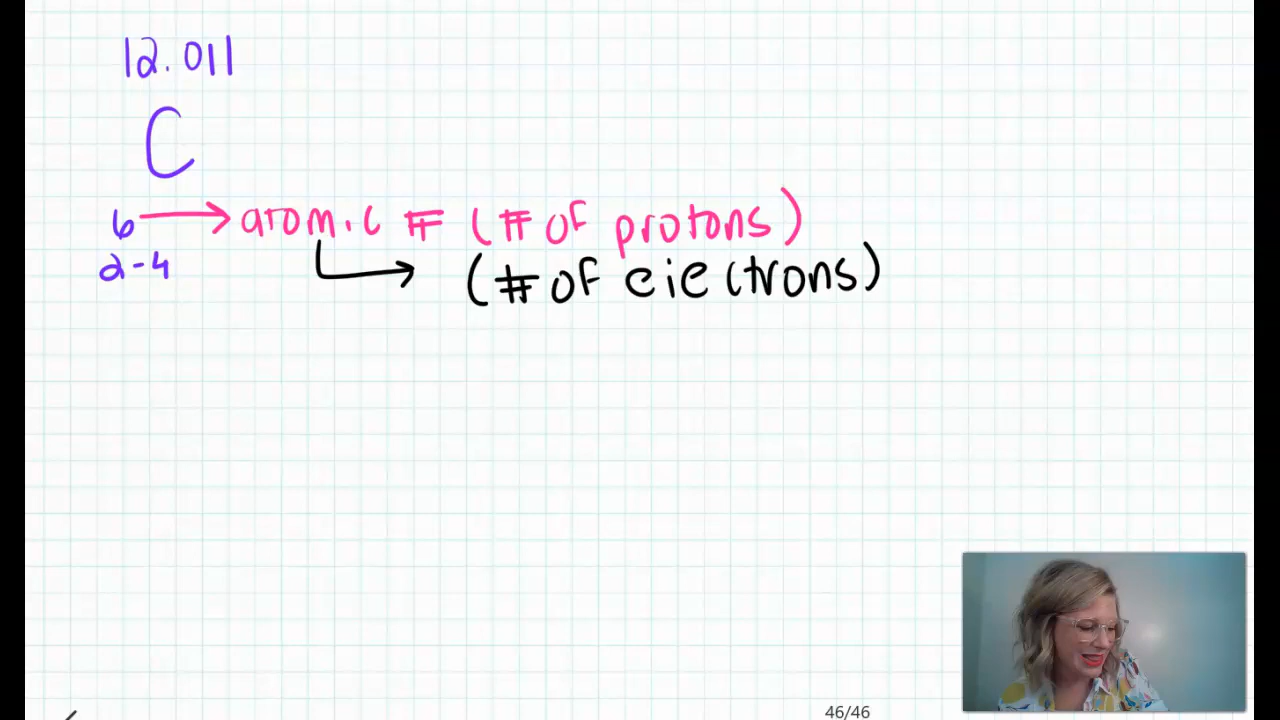 12.011
C
6 → atomic # (# of protons)
2-4
(# of electrons)
46/46